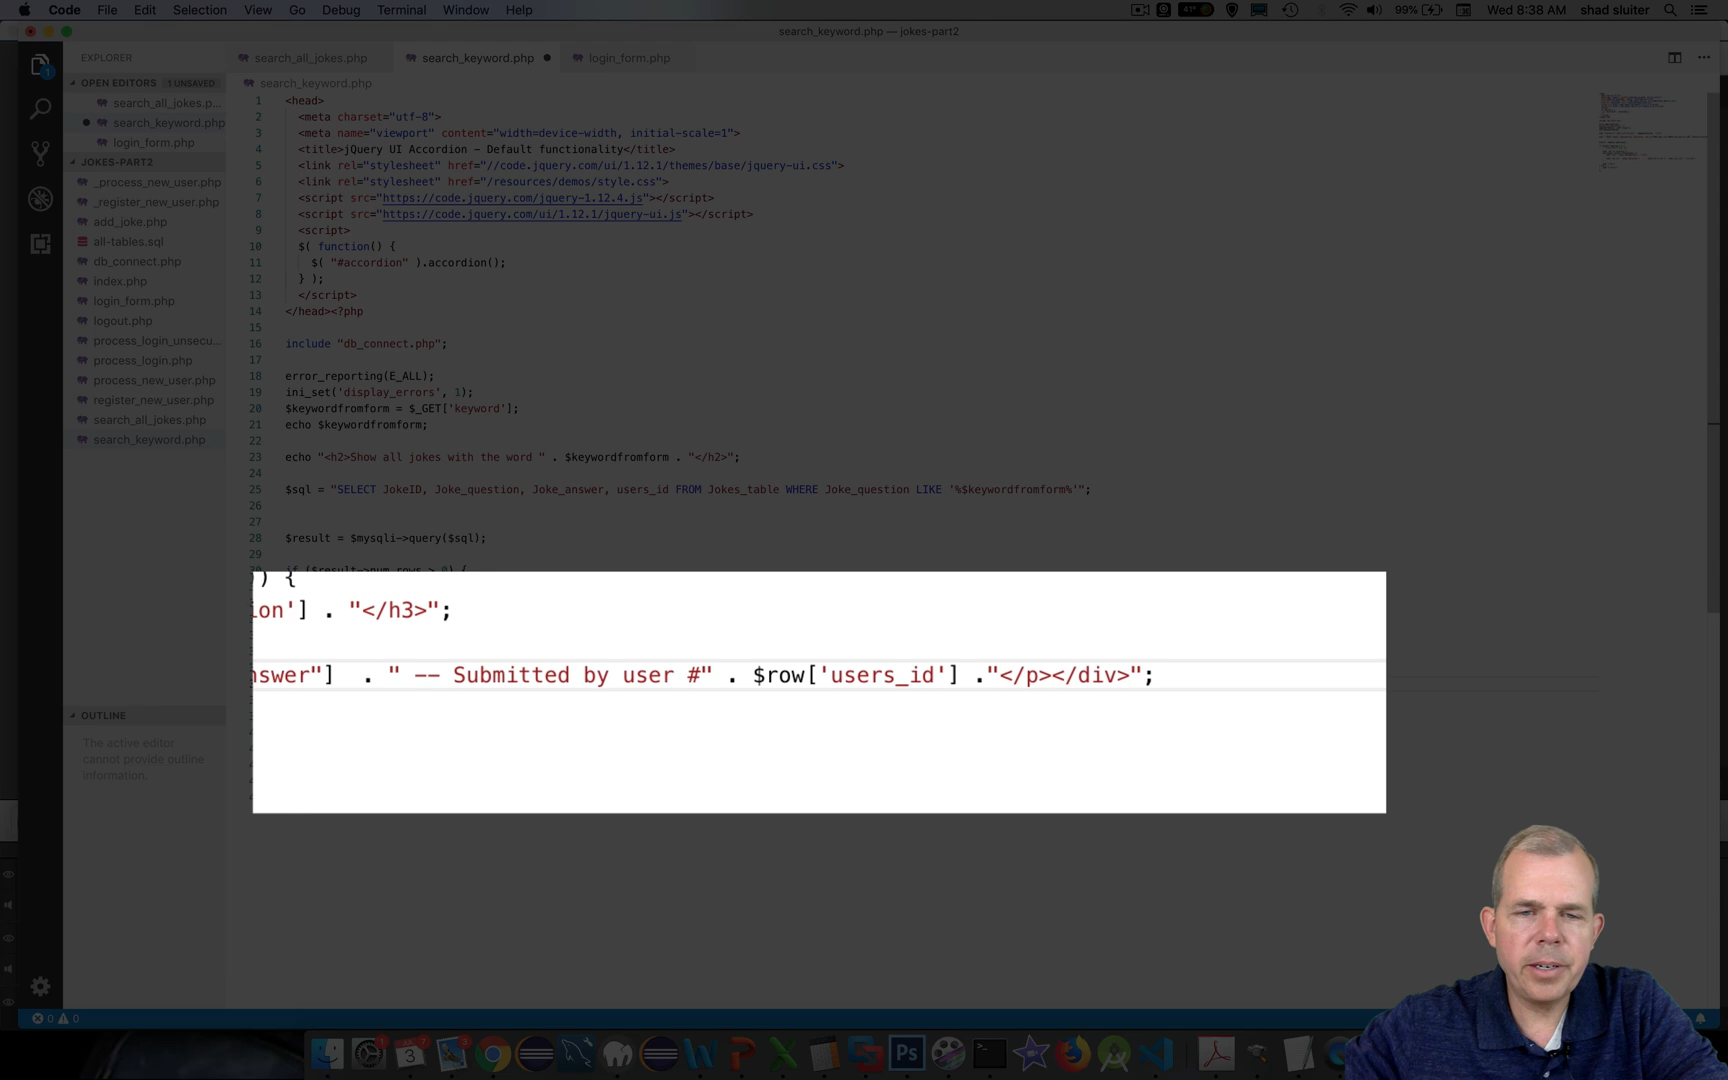 Code File Edit Selection View Go Debug Terminal Window Help
41° 99% Wed 8:38 AM shad sluiter
search_keyword.php — jokes-part2
EXPLORER
search_all_jokes.php search_keyword.php login_form.php
OPEN EDITORS 1 UNSAVED
search_keyword.php
search_all_jokes.p...
search_keyword.php
login_form.php
JOKES-PART2
_process_new_user.php
_register_new_user.php
add_joke.php
all-tables.sql
db_connect.php
index.php
login_form.php
logout.php
process_login_unsecu...
process_login.php
process_new_user.php
register_new_user.php
search_all_jokes.php
search_keyword.php
OUTLINE
The active editor
cannot provide outline
information.
1 <head>
2 <meta charset="utf-8">
3 <meta name="viewport" content="width=device-width, initial-scale=1">
4 <title>jQuery UI Accordion - Default functionality</title>
5 <link rel="stylesheet" href="//code.jquery.com/ui/1.12.1/themes/base/jquery-ui.css">
6 <link rel="stylesheet" href="/resources/demos/style.css">
7 <script src="https://code.jquery.com/jquery-1.12.4.js"></script>
8 <script src="https://code.jquery.com/ui/1.12.1/jquery-ui.js"></script>
9 <script>
10 $( function() {
11 $( "#accordion" ).accordion();
12 } );
13 </script>
14 </head><?php
15
16 include "db_connect.php";
17
18 error_reporting(E_ALL);
19 ini_set('display_errors', 1);
20 $keywordfromform = $_GET['keyword'];
21 echo $keywordfromform;
22
23 echo "<h2>Show all jokes with the word " . $keywordfromform . "</h2>";
24
25 $sql = "SELECT JokeID, Joke_question, Joke_answer, users_id FROM Jokes_table WHERE Joke_question LIKE '%$keywordfromform%'";
26
27
28 $result = $mysqli->query($sql);
29
30 if ($result->num_rows > 0) {
) {
ion'] . "</h3>";
nswer"] . " -- Submitted by user #" . $row['users_id'] ."</p></div>";
0 0